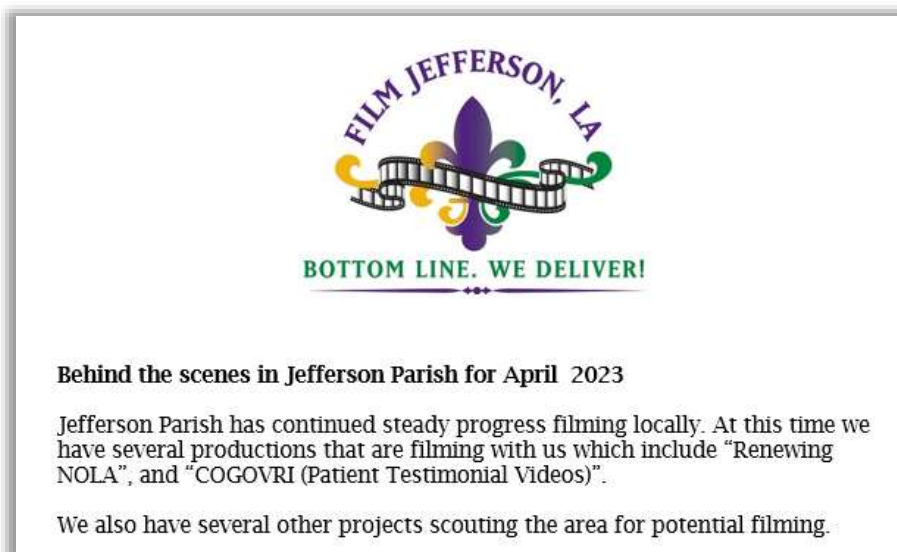 FILM JEFFERSON, LA
BOTTOM LINE. WE DELIVER!
Behind the scenes in Jefferson Parish for April 2023
Jefferson Parish has continued steady progress filming locally. At this time we
have several productions that are filming with us which include “Renewing
NOLA”, and “COGOVRI (Patient Testimonial Videos)”.
We also have several other projects scouting the area for potential filming.